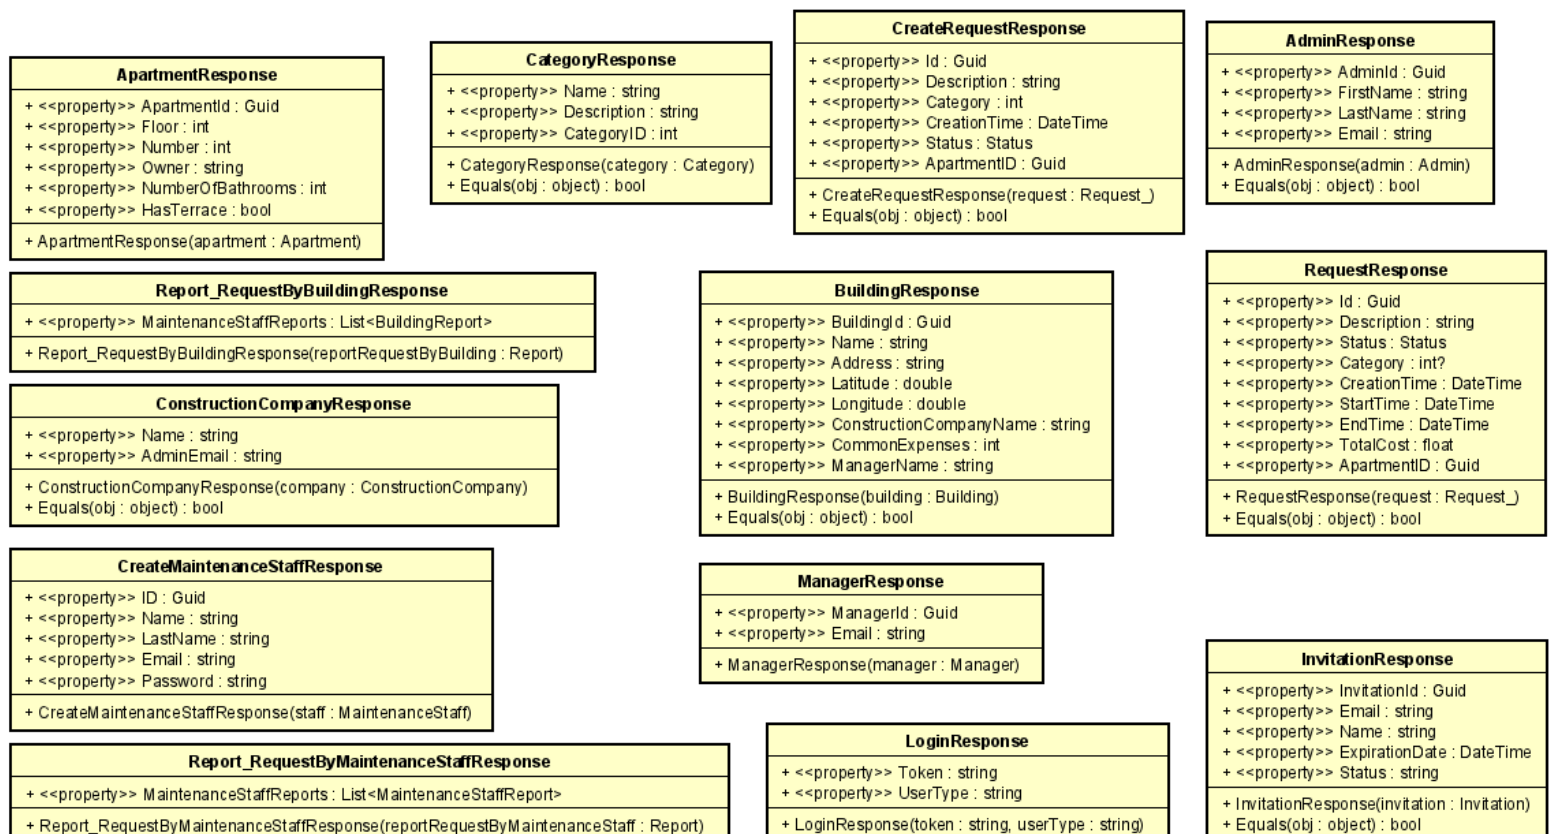 ApartmentResponse
+ <<property>> ApartmentId : Guid
+ <<property>> Floor : int
+ <<property>> Number : int
+ <<property>> Owner : string
+ <<property>> NumberOfBathrooms : int
+ <<property>> HasTerrace : bool
+ ApartmentResponse(apartment : Apartment)
CategoryResponse
+ <<property>> Name : string
+ <<property>> Description : string
+ <<property>> CategoryID : int
+ CategoryResponse(category : Category)
+ Equals(obj : object) : bool
CreateRequestResponse
+ <<property>> Id : Guid
+ <<property>> Description : string
+ <<property>> Category : int
+ <<property>> CreationTime : DateTime
+ <<property>> Status : Status
+ <<property>> ApartmentID : Guid
+ CreateRequestResponse(request : Request_)
+ Equals(obj : object) : bool
AdminResponse
+ <<property>> AdminId : Guid
+ <<property>> FirstName : string
+ <<property>> LastName : string
+ <<property>> Email : string
+ AdminResponse(admin : Admin)
+ Equals(obj : object) : bool
Report_RequestByBuildingResponse
+ <<property>> MaintenanceStaffReports : List<BuildingReport>
+ Report_RequestByBuildingResponse(reportRequestByBuilding : Report)
BuildingResponse
+ <<property>> BuildingId : Guid
+ <<property>> Name : string
+ <<property>> Address : string
+ <<property>> Latitude : double
+ <<property>> Longitude : double
+ <<property>> ConstructionCompanyName : string
+ <<property>> CommonExpenses : int
+ <<property>> ManagerName : string
+ BuildingResponse(building : Building)
+ Equals(obj : object) : bool
RequestResponse
+ <<property>> Id : Guid
+ <<property>> Description : string
+ <<property>> Status : Status
+ <<property>> Category : int?
+ <<property>> CreationTime : DateTime
+ <<property>> StartTime : DateTime
+ <<property>> EndTime : DateTime
+ <<property>> TotalCost : float
+ <<property>> ApartmentID : Guid
+ RequestResponse(request : Request_)
+ Equals(obj : object) : bool
ConstructionCompanyResponse
+ <<property>> Name : string
+ <<property>> AdminEmail : string
+ ConstructionCompanyResponse(company : ConstructionCompany)
+ Equals(obj : object) : bool
CreateMaintenanceStaffResponse
+ <<property>> ID : Guid
+ <<property>> Name : string
+ <<property>> LastName : string
+ <<property>> Email : string
+ <<property>> Password : string
+ CreateMaintenanceStaffResponse(staff : MaintenanceStaff)
ManagerResponse
+ <<property>> ManagerId : Guid
+ <<property>> Email : string
+ ManagerResponse(manager : Manager)
InvitationResponse
+ <<property>> InvitationId : Guid
+ <<property>> Email : string
+ <<property>> Name : string
+ <<property>> ExpirationDate : DateTime
+ <<property>> Status : string
+ InvitationResponse(invitation : Invitation)
+ Equals(obj : object) : bool
Report_RequestByMaintenanceStaffResponse
+ <<property>> MaintenanceStaffReports : List<MaintenanceStaffReport>
+ Report_RequestByMaintenanceStaffResponse(reportRequestByMaintenanceStaff : Report)
LoginResponse
+ <<property>> Token : string
+ <<property>> UserType : string
+ LoginResponse(token : string, userType : string)